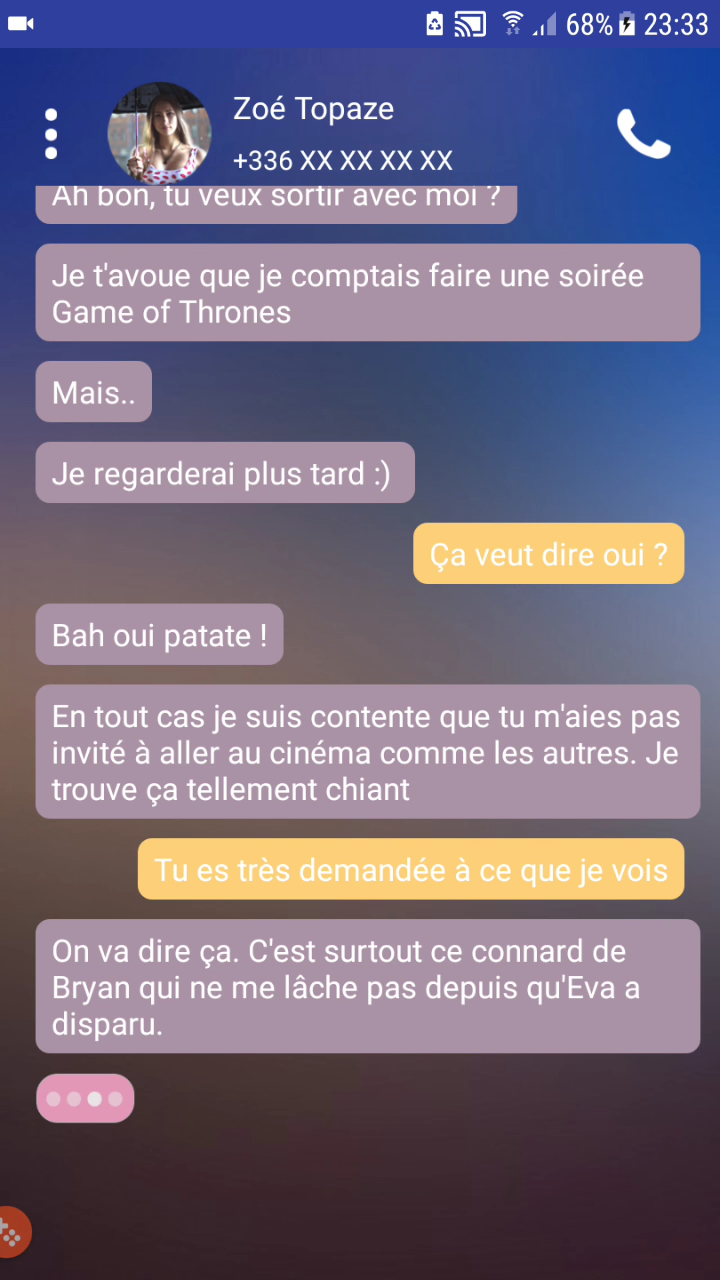 68% 23:33
Zoé Topaze
+336 XX XX XX XX
Ah bon, tu veux sortir avec moi ?
Je t'avoue que je comptais faire une soirée
Game of Thrones
Mais..
Je regarderai plus tard :)
Ça veut dire oui ?
Bah oui patate !
En tout cas je suis contente que tu m'aies pas
invité à aller au cinéma comme les autres. Je
trouve ça tellement chiant
Tu es très demandée à ce que je vois
On va dire ça. C'est surtout ce connard de
Bryan qui ne me lâche pas depuis qu'Eva a
disparu.